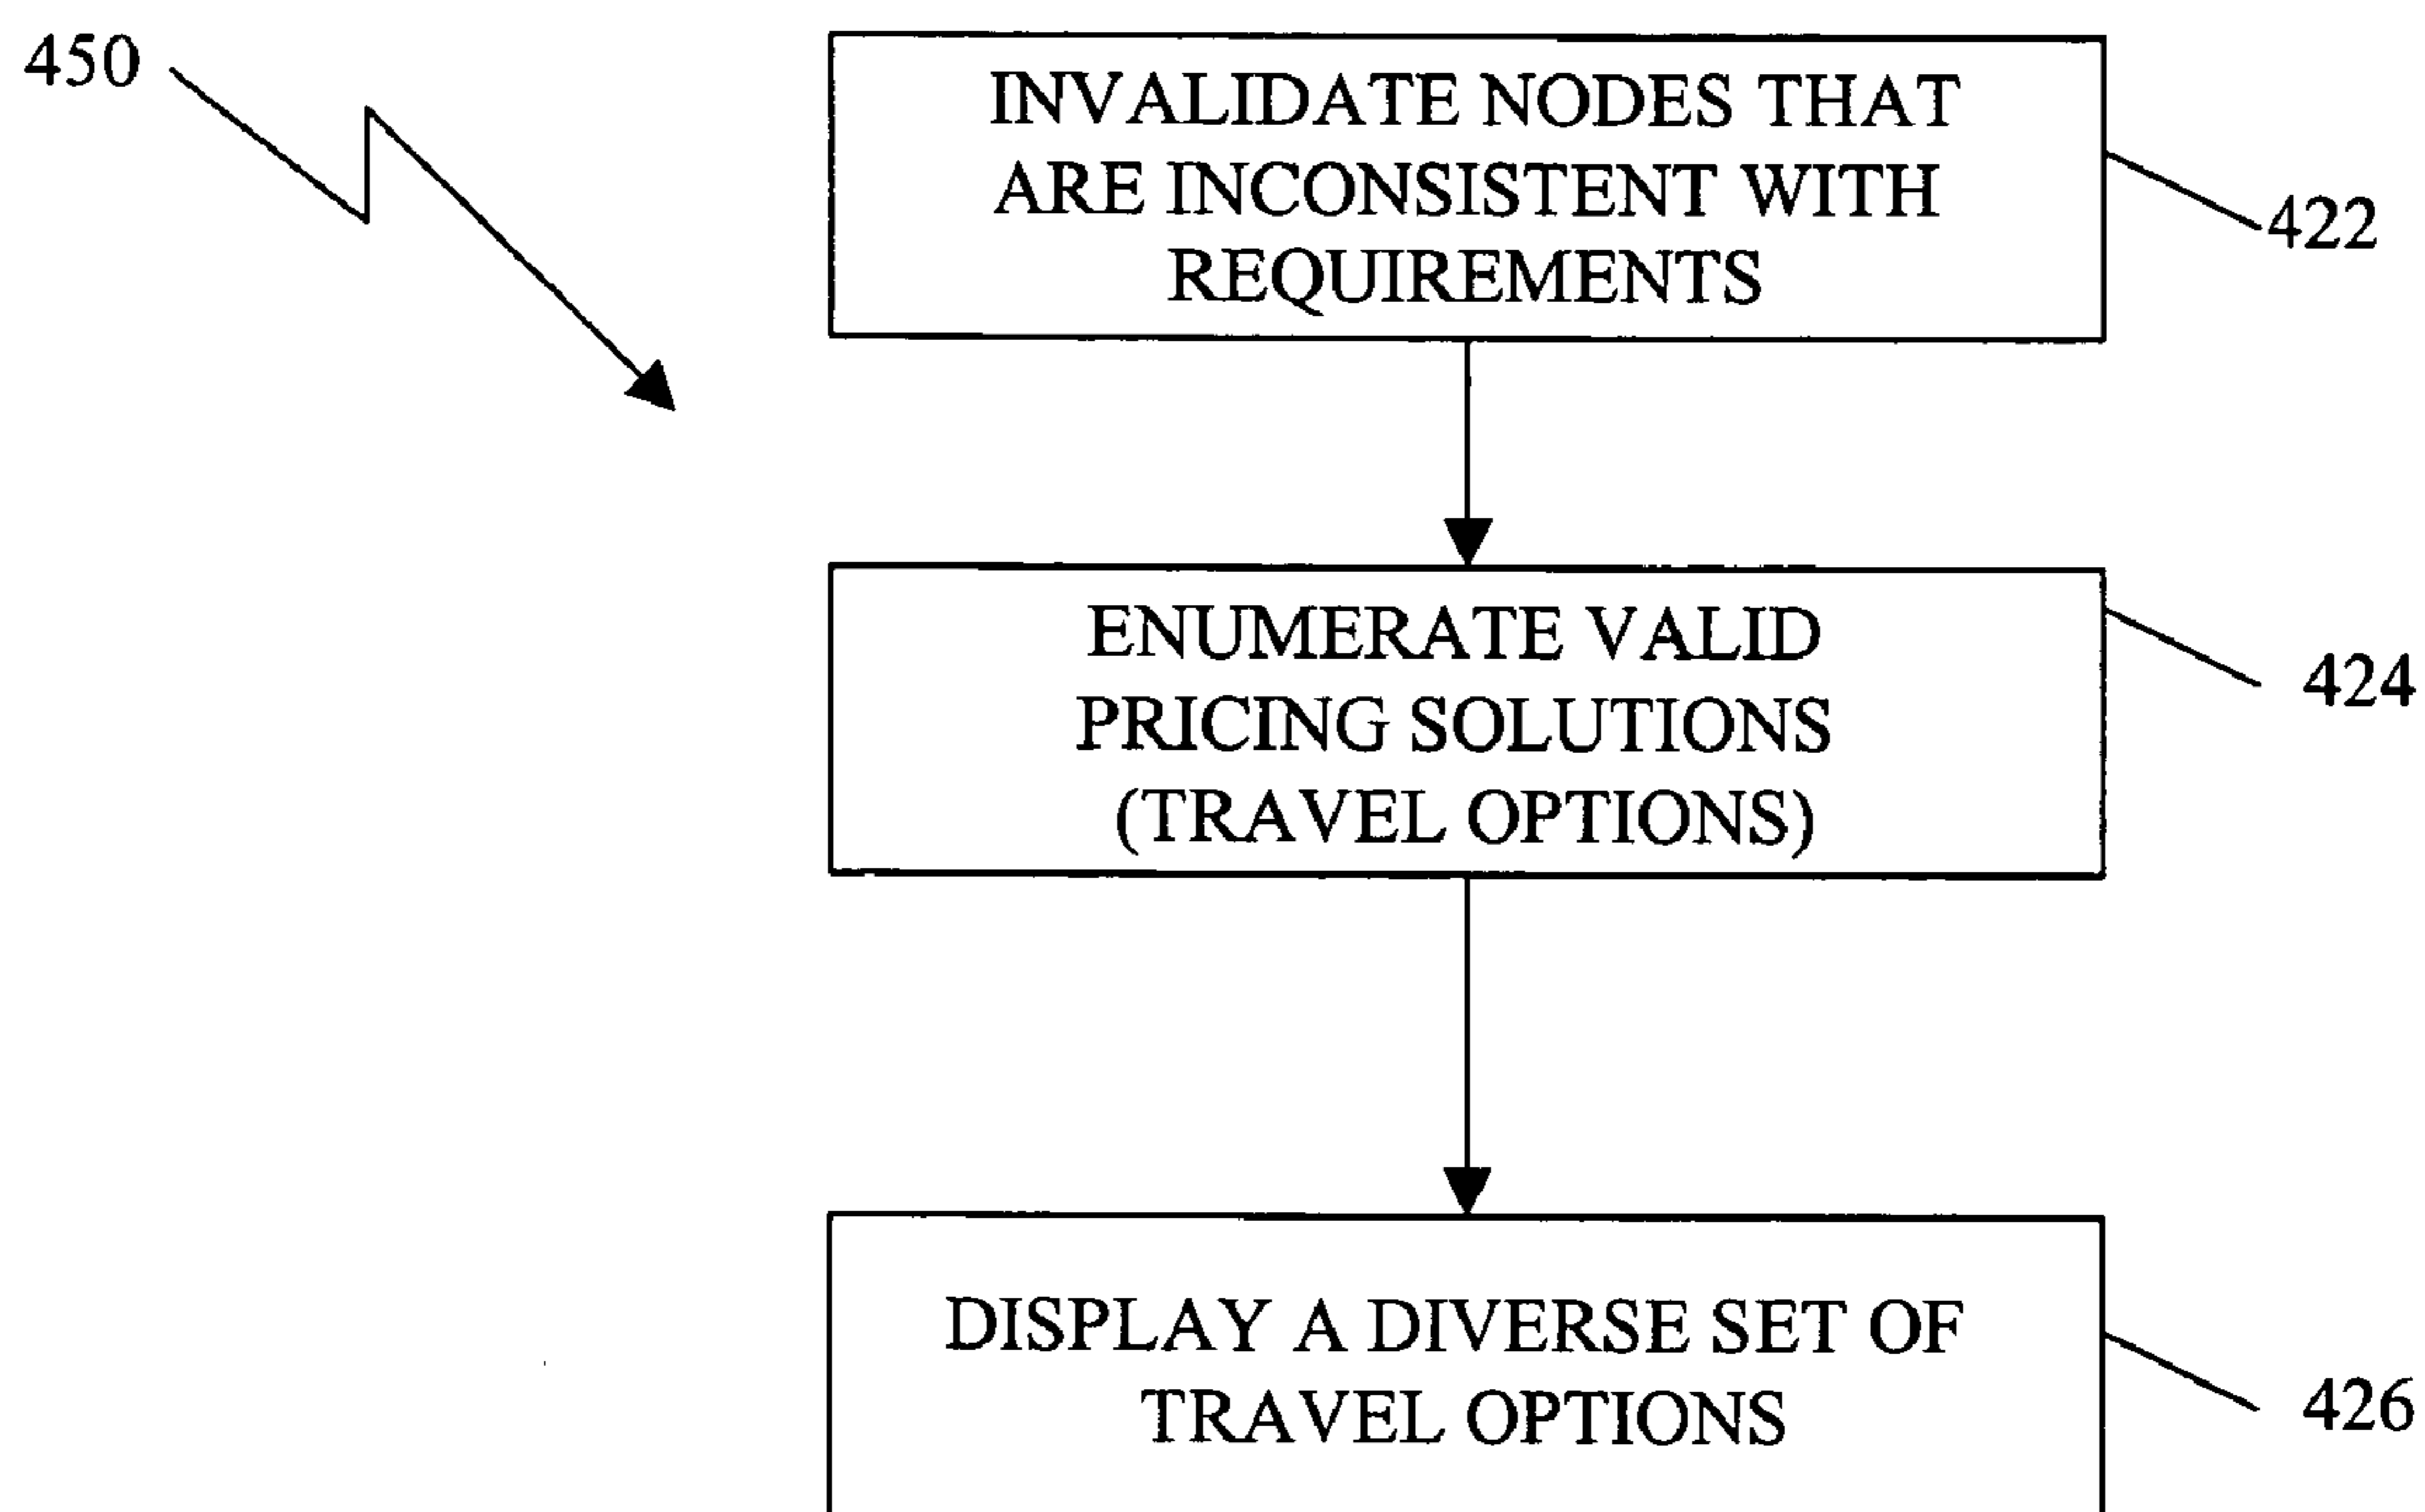 450
INVALIDATE NODES THAT
ARE INCONSISTENT WITH
REQUIREMENTS
422
ENUMERATE VALID
PRICING SOLUTIONS
(TRAVEL OPTIONS)
424
DISPLAY A DIVERSE SET OF
TRAVEL OPTIONS
426